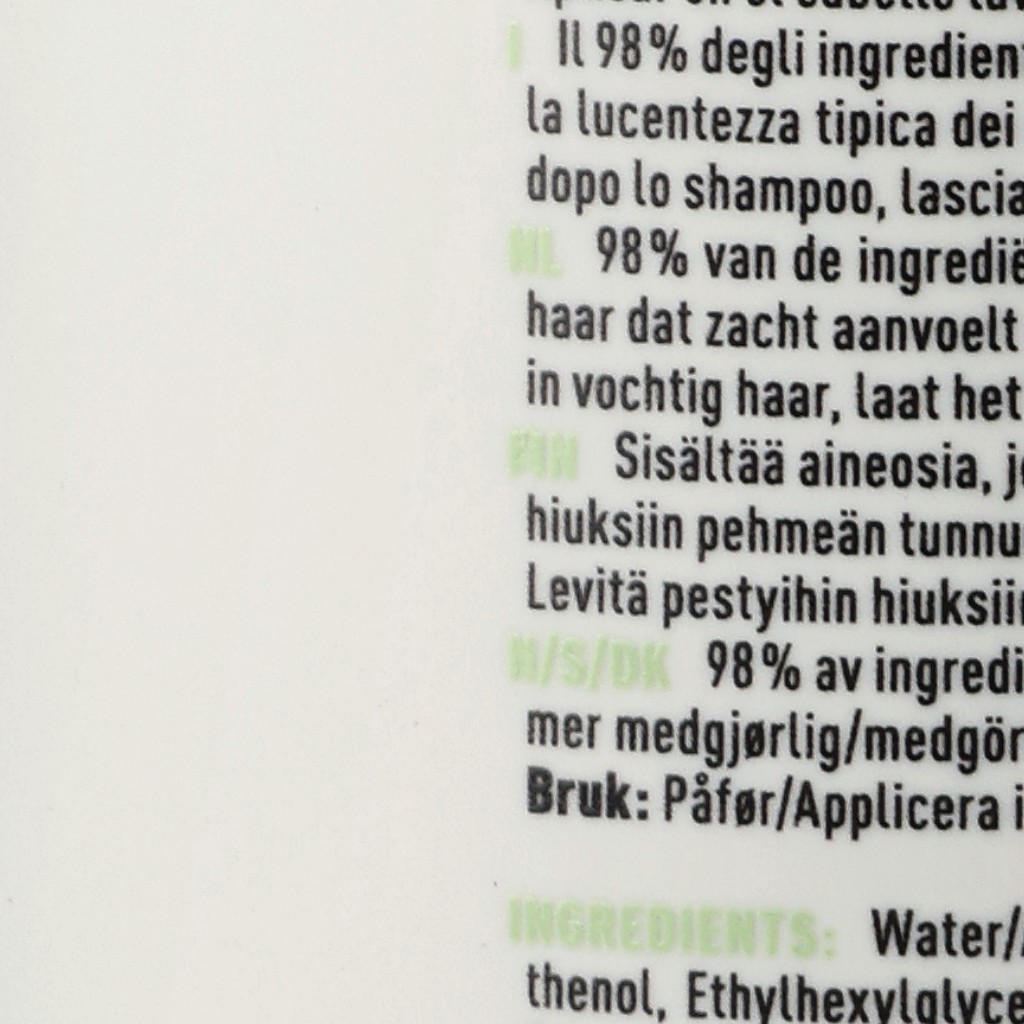 I Il 98% degli ingredient
la lucentezza tipica dei
dopo lo shampoo, lascia
NL 98% van de ingredië
haar dat zacht aanvoelt
in vochtig haar, laat het
FIN Sisältää aineosia, j
hiuksiin pehmeän tunnu
Levitä pestyihin hiuksii
N/S/DK 98% av ingredi
mer medgjørlig/medgör
Bruk: Påfør/Applicera i
INGREDIENTS: Water/
thenol, Ethylhexylglyce